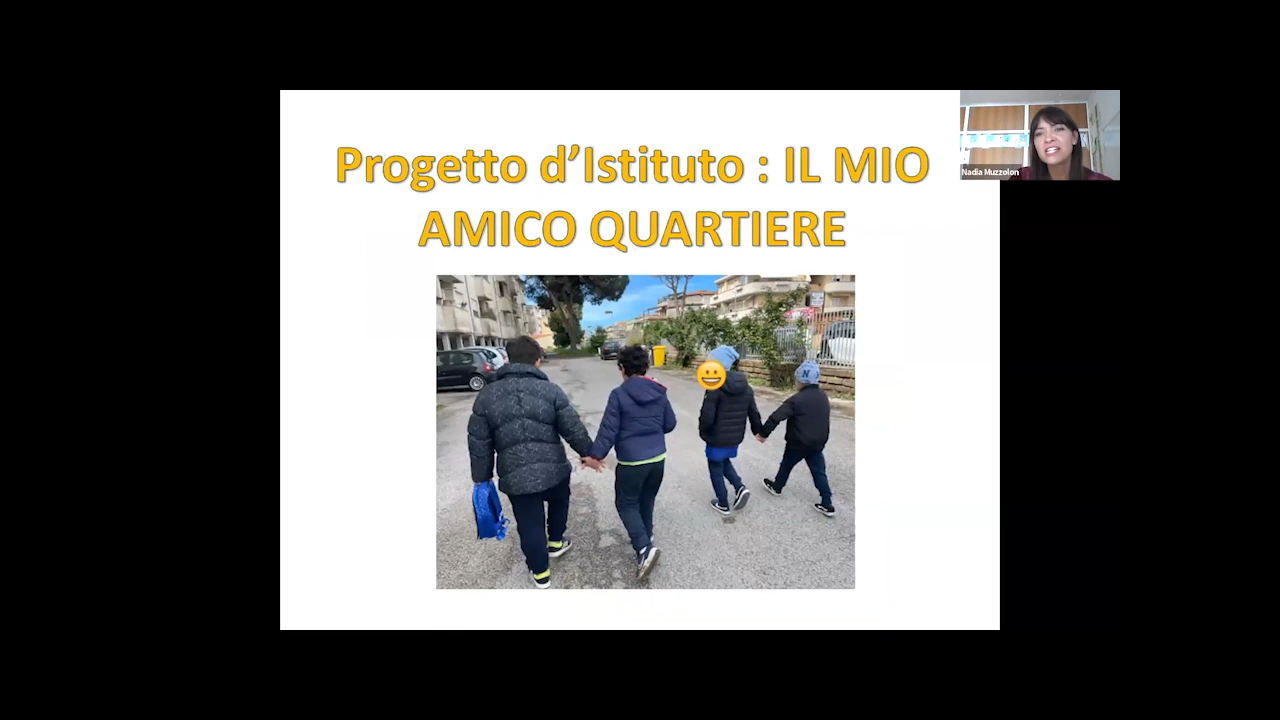 Progetto d’Istituto : IL MIO
AMICO QUARTIERE
Nadia Muzzolon
N